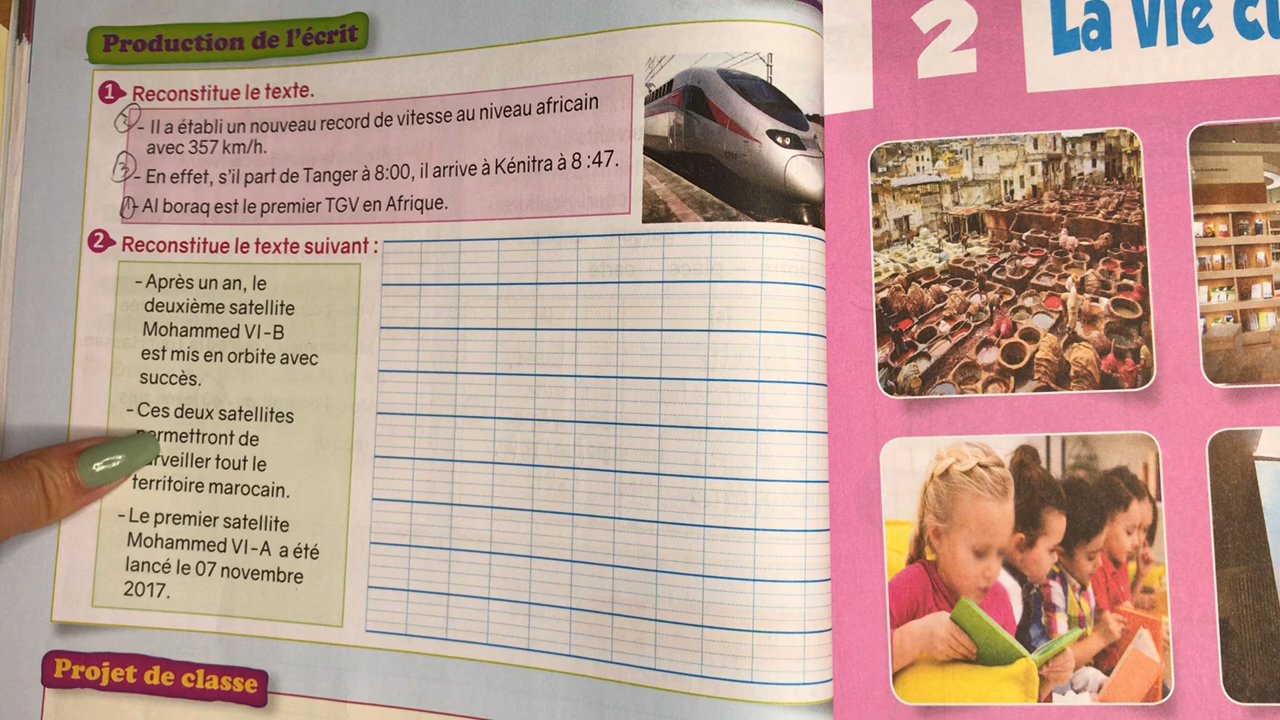 Production de l'écrit
1 Reconstitue le texte.
- Il a établi un nouveau record de vitesse au niveau africain
avec 357 km/h.
- En effet, s'il part de Tanger à 8:00, il arrive à Kénitra à 8 :47.
1 - Al boraq est le premier TGV en Afrique.
2 Reconstitue le texte suivant :
- Après un an, le
deuxième satellite
Mohammed VI-B
est mis en orbite avec
succès.
- Ces deux satellites
permettront de
surveiller tout le
territoire marocain.
- Le premier satellite
Mohammed VI-A a été
lancé le 07 novembre
2017.
Projet de classe
2
La vie